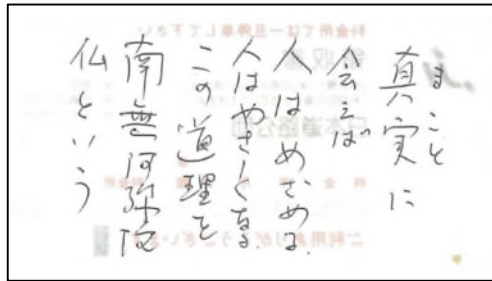 まこと
真実に
会えば
人はめざめる
人はやさしくなる
この道理を
南無阿弥陀
仏という